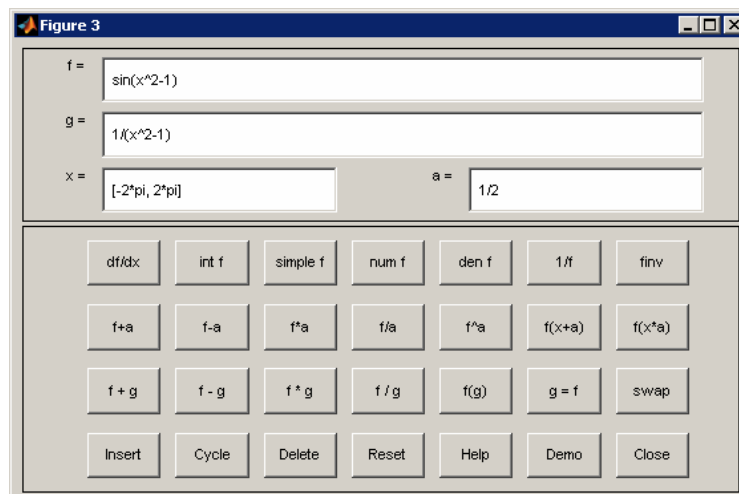 Figure 3
f = sin(x^2-1)
g = 1/(x^2-1)
x = [-2*pi, 2*pi] a = 1/2
df/dx int f simple f num f den f 1/f finv
f+a f-a f*a f/a f^a f(x+a) f(x*a)
f + g f - g f * g f / g f(g) g = f swap
Insert Cycle Delete Reset Help Demo Close